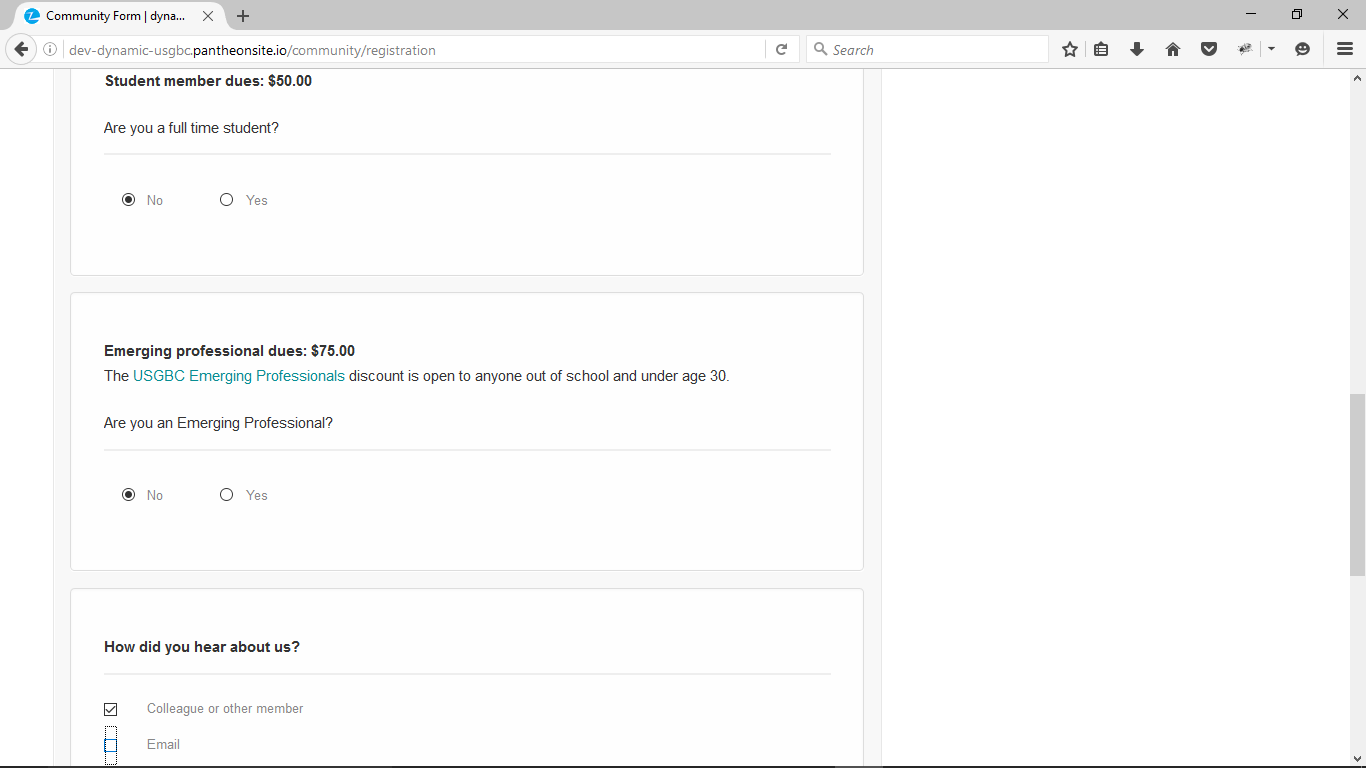 Community Form | dyna...
dev-dynamic-usgbc.pantheonsite.io/community/registration
Search
Student member dues: $50.00
Are you a full time student?
No Yes
Emerging professional dues: $75.00
The USGBC Emerging Professionals discount is open to anyone out of school and under age 30.
Are you an Emerging Professional?
No Yes
How did you hear about us?
Colleague or other member
Email